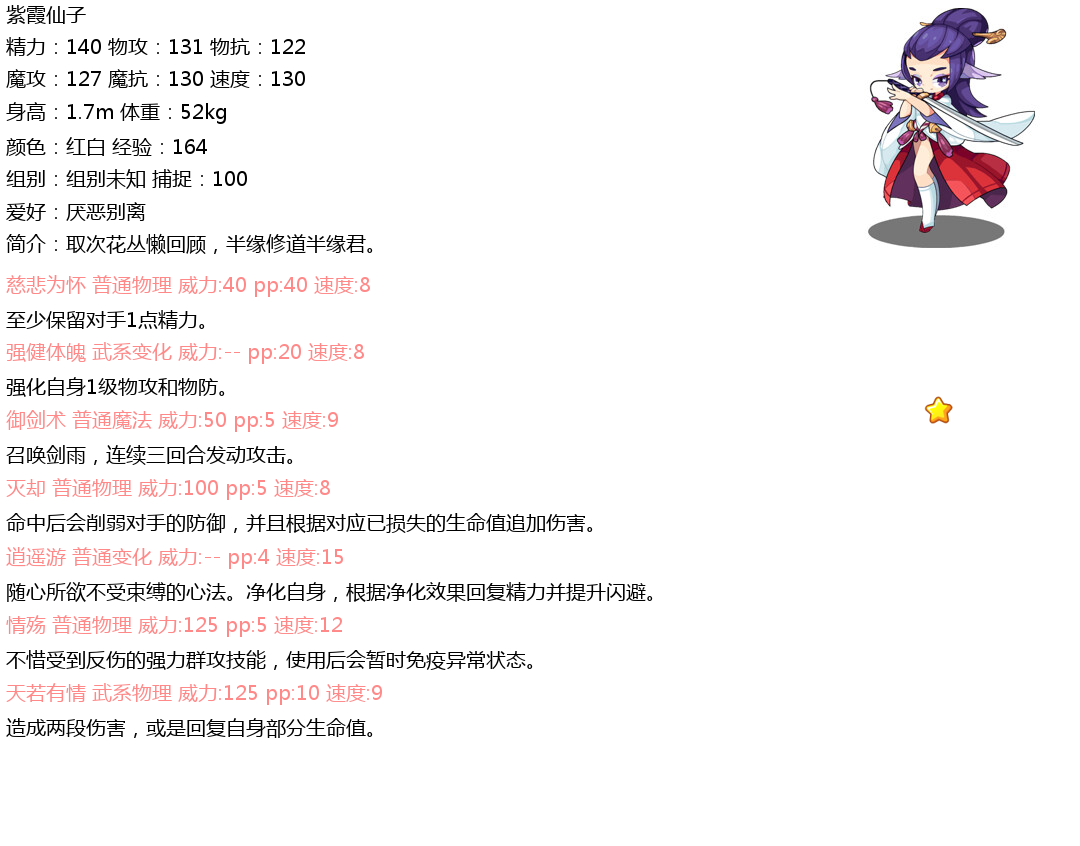 紫霞仙子
精力：140 物攻：131 物抗：122
魔攻：127 魔抗：130 速度：130
身高：1.7m 体重：52kg
颜色：红白 经验：164
组别：组别未知 捕捉：100
爱好：厌恶别离
简介：取次花丛懒回顾，半缘修道半缘君。
慈悲为怀 普通物理 威力:40 pp:40 速度:8
至少保留对手1点精力。
强健体魄 武系变化 威力:-- pp:20 速度:8
强化自身1级物攻和物防。
御剑术 普通魔法 威力:50 pp:5 速度:9
召唤剑雨，连续三回合发动攻击。
灭却 普通物理 威力:100 pp:5 速度:8
命中后会削弱对手的防御，并且根据对应已损失的生命值追加伤害。
逍遥游 普通变化 威力:-- pp:4 速度:15
随心所欲不受束缚的心法。净化自身，根据净化效果回复精力并提升闪避。
情殇 普通物理 威力:125 pp:5 速度:12
不惜受到反伤的强力群攻技能，使用后会暂时免疫异常状态。
天若有情 武系物理 威力:125 pp:10 速度:9
造成两段伤害，或是回复自身部分生命值。